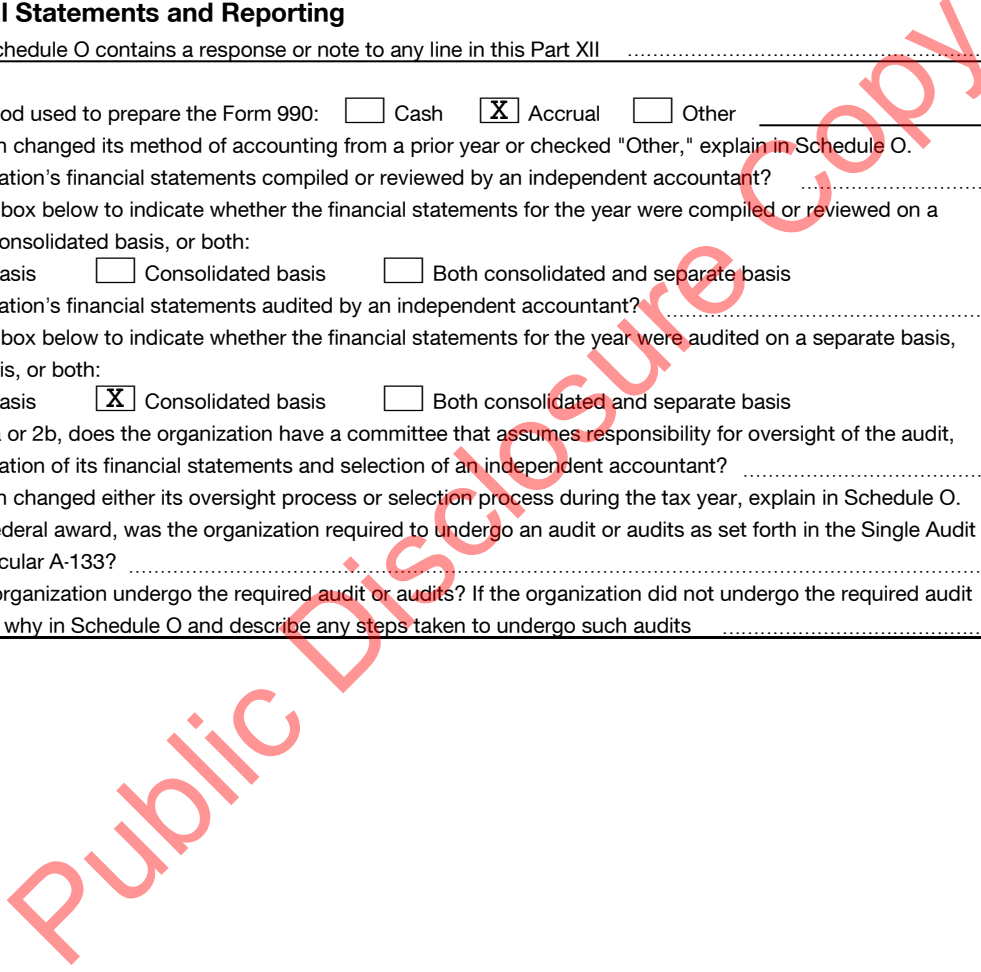 l Statements and Reporting
chedule O contains a response or note to any line in this Part XII
od used to prepare the Form 990: Cash X Accrual Other
n changed its method of accounting from a prior year or checked "Other," explain in Schedule O.
ation's financial statements compiled or reviewed by an independent accountant?
box below to indicate whether the financial statements for the year were compiled or reviewed on a
onsolidated basis, or both:
asis Consolidated basis Both consolidated and separate basis
ation's financial statements audited by an independent accountant?
box below to indicate whether the financial statements for the year were audited on a separate basis,
is, or both:
asis X Consolidated basis Both consolidated and separate basis
or 2b, does the organization have a committee that assumes responsibility for oversight of the audit,
ation of its financial statements and selection of an independent accountant?
n changed either its oversight process or selection process during the tax year, explain in Schedule O.
ederal award, was the organization required to undergo an audit or audits as set forth in the Single Audit
cular A-133?
organization undergo the required audit or audits? If the organization did not undergo the required audit
why in Schedule O and describe any steps taken to undergo such audits
Public Disclosure Copy